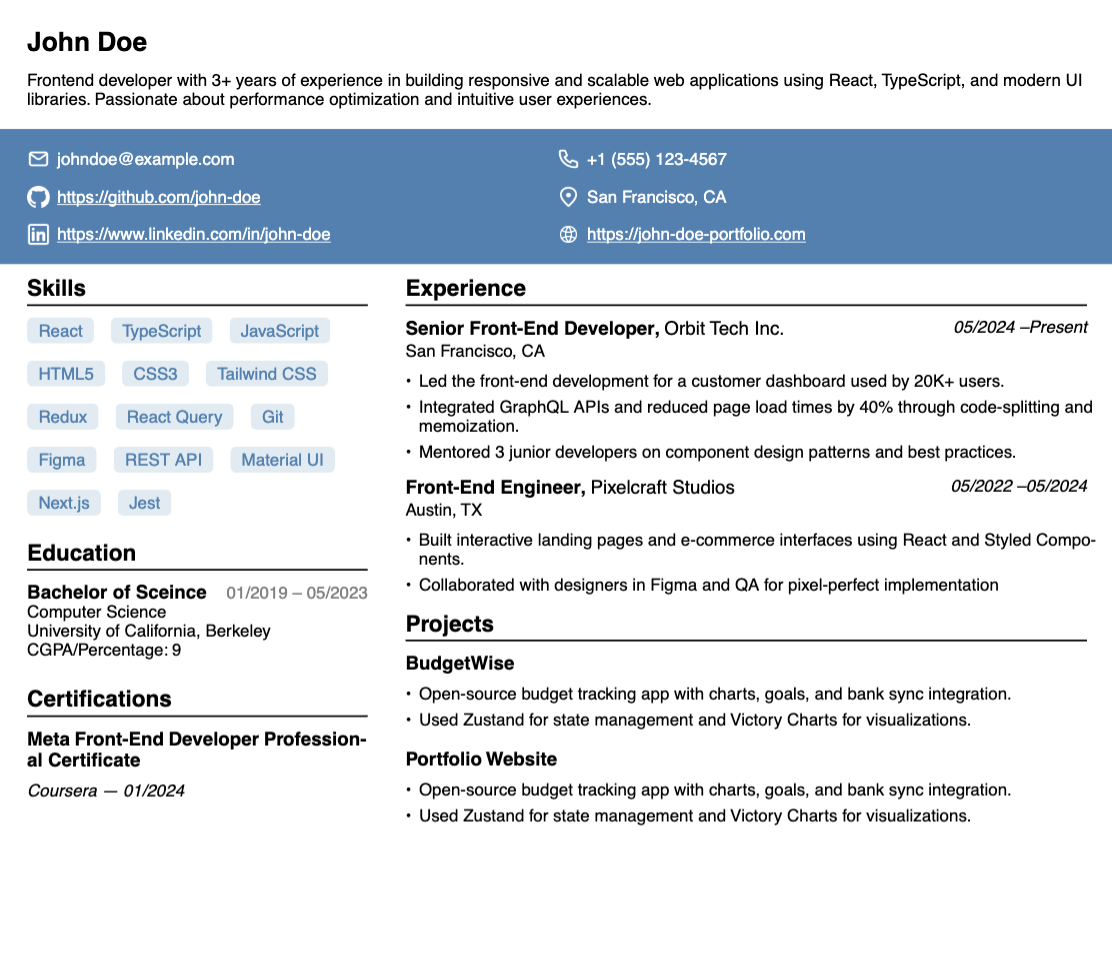 John Doe
Frontend developer with 3+ years of experience in building responsive and scalable web applications using React, TypeScript, and modern UI
libraries. Passionate about performance optimization and intuitive user experiences.
johndoe@example.com
+1 (555) 123-4567
https://github.com/john-doe
San Francisco, CA
https://www.linkedin.com/in/john-doe
https://john-doe-portfolio.com
Skills
React TypeScript JavaScript
HTML5 CSS3 Tailwind CSS
Redux React Query Git
Figma REST API Material UI
Next.js Jest
Education
Bachelor of Sceince 01/2019 – 05/2023
Computer Science
University of California, Berkeley
CGPA/Percentage: 9
Certifications
Meta Front-End Developer Profession-
al Certificate
Coursera — 01/2024
Experience
Senior Front-End Developer, Orbit Tech Inc. 05/2024 –Present
San Francisco, CA
• Led the front-end development for a customer dashboard used by 20K+ users.
• Integrated GraphQL APIs and reduced page load times by 40% through code-splitting and
memoization.
• Mentored 3 junior developers on component design patterns and best practices.
Front-End Engineer, Pixelcraft Studios 05/2022 –05/2024
Austin, TX
• Built interactive landing pages and e-commerce interfaces using React and Styled Compo-
nents.
• Collaborated with designers in Figma and QA for pixel-perfect implementation
Projects
BudgetWise
• Open-source budget tracking app with charts, goals, and bank sync integration.
• Used Zustand for state management and Victory Charts for visualizations.
Portfolio Website
• Open-source budget tracking app with charts, goals, and bank sync integration.
• Used Zustand for state management and Victory Charts for visualizations.